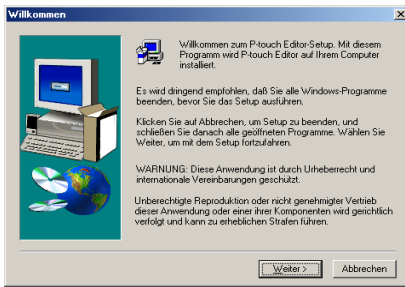 Willkommen
Willkommen zum P-touch Editor-Setup. Mit diesem
Programm wird P-touch Editor auf Ihrem Computer
installiert.
Es wird dringend empfohlen, daß Sie alle Windows-Programme
beenden, bevor Sie das Setup ausführen.
Klicken Sie auf Abbrechen, um Setup zu beenden, und
schließen Sie danach alle geöffneten Programme. Wählen Sie
Weiter, um mit dem Setup fortzufahren.
WARNUNG: Diese Anwendung ist durch Urheberrecht und
internationale Vereinbarungen geschützt.
Unberechtigte Reproduktion oder nicht genehmigter Vertrieb
dieser Anwendung oder einer ihrer Komponenten wird gerichtlich
verfolgt und kann zu erheblichen Strafen führen.
Weiter >
Abbrechen